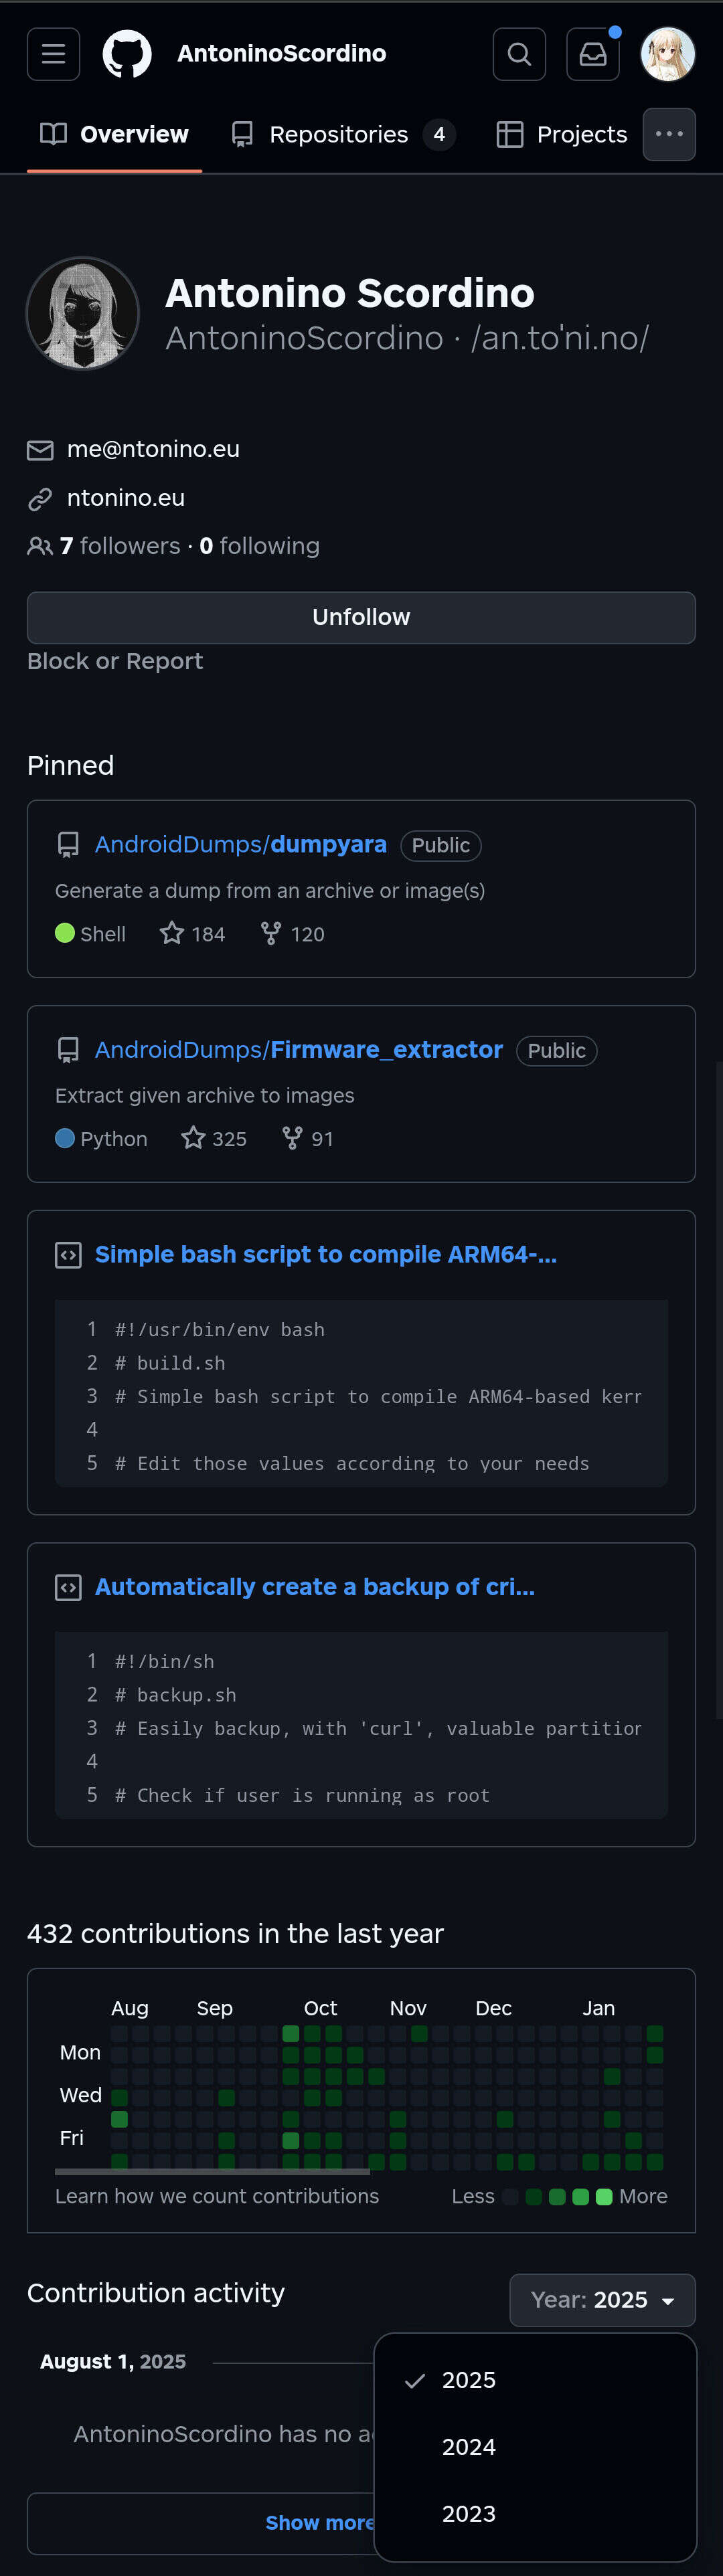 AntoninoScordino
Overview Repositories 4 Projects
Antonino Scordino
AntoninoScordino · /an.toˈni.no/
me@ntonino.eu
ntonino.eu
7 followers · 0 following
Unfollow
Block or Report
Pinned
AndroidDumps/dumpyara Public
Generate a dump from an archive or image(s)
Shell 184 120
AndroidDumps/Firmware_extractor Public
Extract given archive to images
Python 325 91
Simple bash script to compile ARM64-...
1 #!/usr/bin/env bash
2 # build.sh
3 # Simple bash script to compile ARM64-based kerr
4
5 # Edit those values according to your needs
Automatically create a backup of cri...
1 #!/bin/sh
2 # backup.sh
3 # Easily backup, with 'curl', valuable partitior
4
5 # Check if user is running as root
432 contributions in the last year
Aug Sep Oct Nov Dec Jan
Mon
Wed
Fri
Learn how we count contributions Less More
Contribution activity Year: 2025
August 1, 2025
2025
AntoninoScordino has no a
2024
Show more
2023